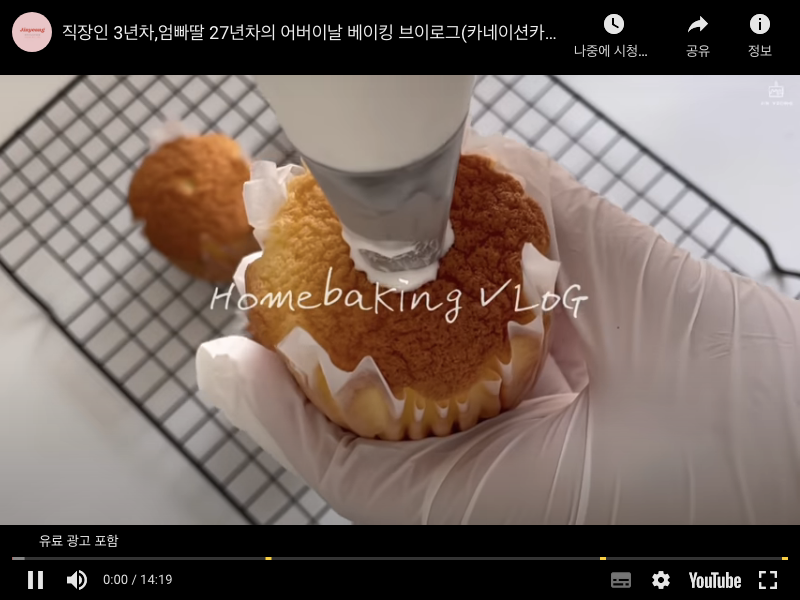 직장인 3년차,엄빠딸 27년차의 어버이날 베이킹 브이로그(카네이션카…
나중에 시청…
공유
정보
Homebaking VLoG
유료 광고 포함
0:00 / 14:19
YouTube